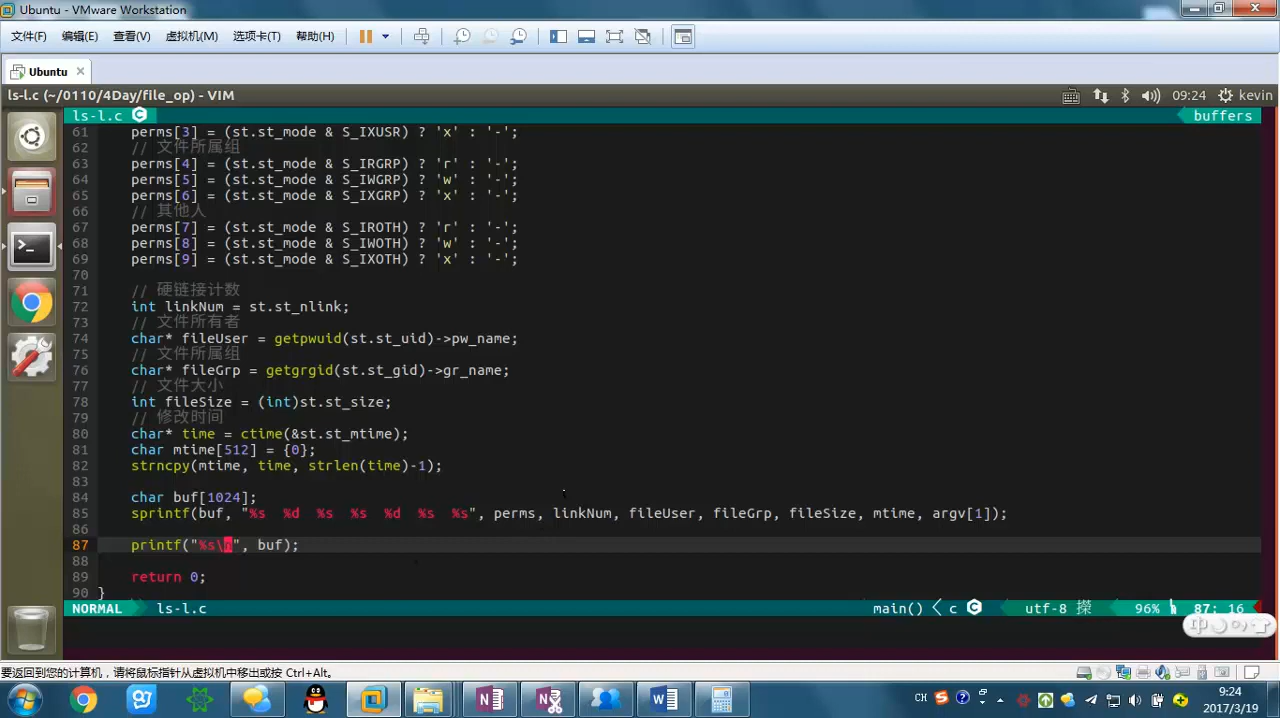 Ubuntu - VMware Workstation
文件(F) 编辑(E) 查看(V) 虚拟机(M) 选项卡(T) 帮助(H)
Ubuntu
ls-l.c (~/0110/4Day/file_op) - VIM 09:24 kevin
ls-l.c buffers
61 perms[3] = (st.st_mode & S_IXUSR) ? 'x' : '-';
62 // 文件所属组
63 perms[4] = (st.st_mode & S_IRGRP) ? 'r' : '-';
64 perms[5] = (st.st_mode & S_IWGRP) ? 'w' : '-';
65 perms[6] = (st.st_mode & S_IXGRP) ? 'x' : '-';
66 // 其他人
67 perms[7] = (st.st_mode & S_IROTH) ? 'r' : '-';
68 perms[8] = (st.st_mode & S_IWOTH) ? 'w' : '-';
69 perms[9] = (st.st_mode & S_IXOTH) ? 'x' : '-';
70
71 // 硬链接计数
72 int linkNum = st.st_nlink;
73 // 文件所有者
74 char* fileUser = getpwuid(st.st_uid)->pw_name;
75 // 文件所属组
76 char* fileGrp = getgrgid(st.st_gid)->gr_name;
77 // 文件大小
78 int fileSize = (int)st.st_size;
79 // 修改时间
80 char* time = ctime(&st.st_mtime);
81 char mtime[512] = {0};
82 strncpy(mtime, time, strlen(time)-1);
83
84 char buf[1024];
85 sprintf(buf, "%s  %d  %s  %s  %d  %s  %s", perms, linkNum, fileUser, fileGrp, fileSize, mtime, argv[1]);
86
87 printf("%s\n", buf);
88
89 return 0;
90 }
NORMAL ls-l.c main() c utf-8 96% 87: 16
中
要返回到您的计算机，请将鼠标指针从虚拟机中移出或按 Ctrl+Alt。
CH 9:24
2017/3/19